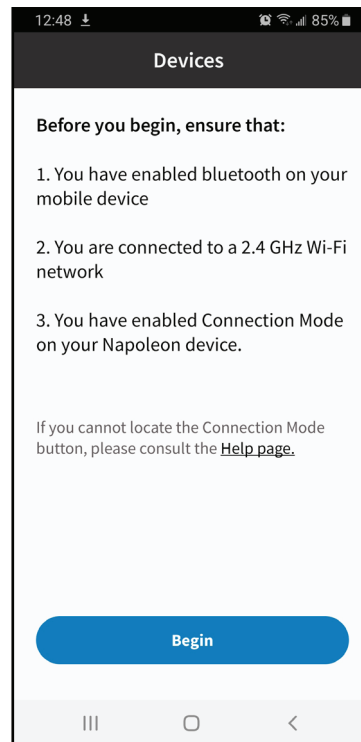 12:48
85%
Devices
Before you begin, ensure that:
1. You have enabled bluetooth on your
mobile device
2. You are connected to a 2.4 GHz Wi-Fi
network
3. You have enabled Connection Mode
on your Napoleon device.
If you cannot locate the Connection Mode
button, please consult the Help page.
Begin